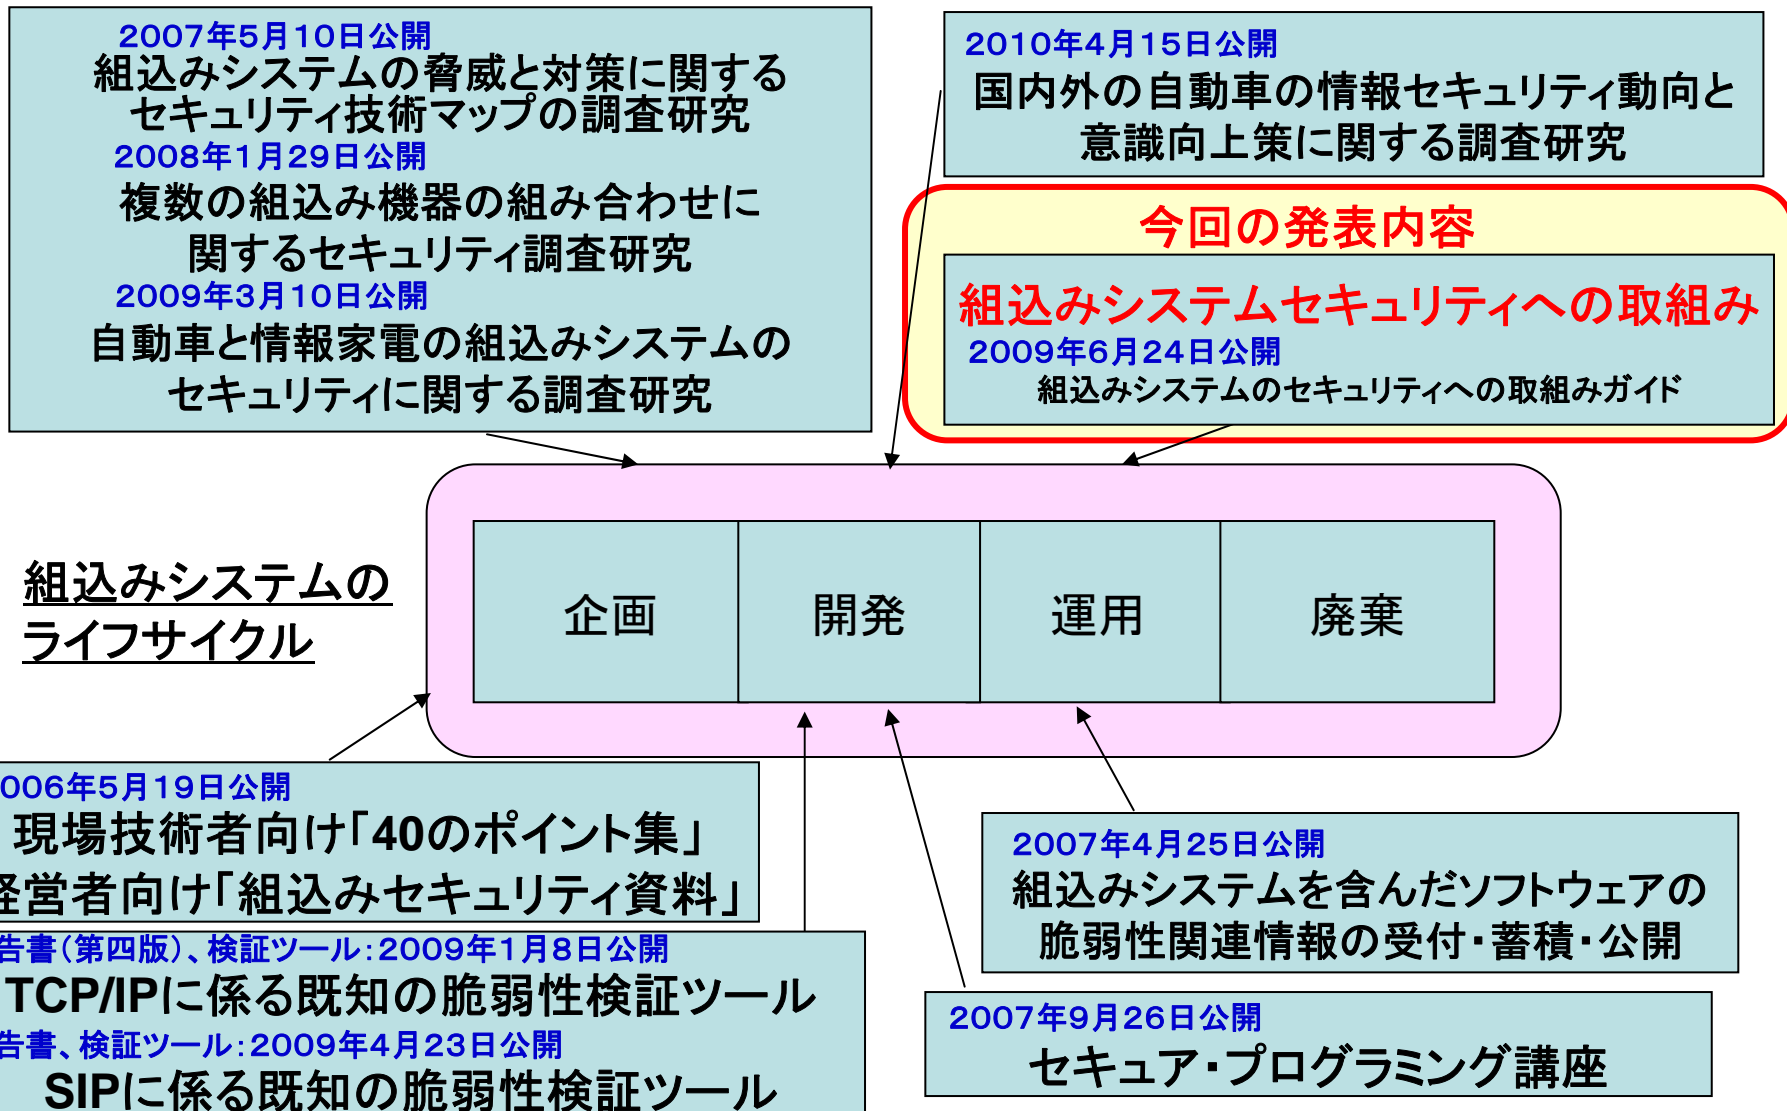 2007年5月10日公開
組込みシステムの脅威と対策に関する
セキュリティ技術マップの調査研究
2008年1月29日公開
複数の組込み機器の組み合わせに
関するセキュリティ調査研究
2009年3月10日公開
自動車と情報家電の組込みシステムの
セキュリティに関する調査研究
2010年4月15日公開
国内外の自動車の情報セキュリティ動向と
意識向上策に関する調査研究
今回の発表内容
組込みシステムセキュリティへの取組み
2009年6月24日公開
組込みシステムのセキュリティへの取組みガイド
組込みシステムの
ライフサイクル
企画
開発
運用
廃棄
006年5月19日公開
現場技術者向け「40のポイント集」
経営者向け「組込みセキュリティ資料」
告書(第四版)、検証ツール:2009年1月8日公開
TCP/IPに係る既知の脆弱性検証ツール
告書、検証ツール:2009年4月23日公開
SIPに係る既知の脆弱性検証ツール
2007年4月25日公開
組込みシステムを含んだソフトウェアの
脆弱性関連情報の受付・蓄積・公開
2007年9月26日公開
セキュア・プログラミング講座